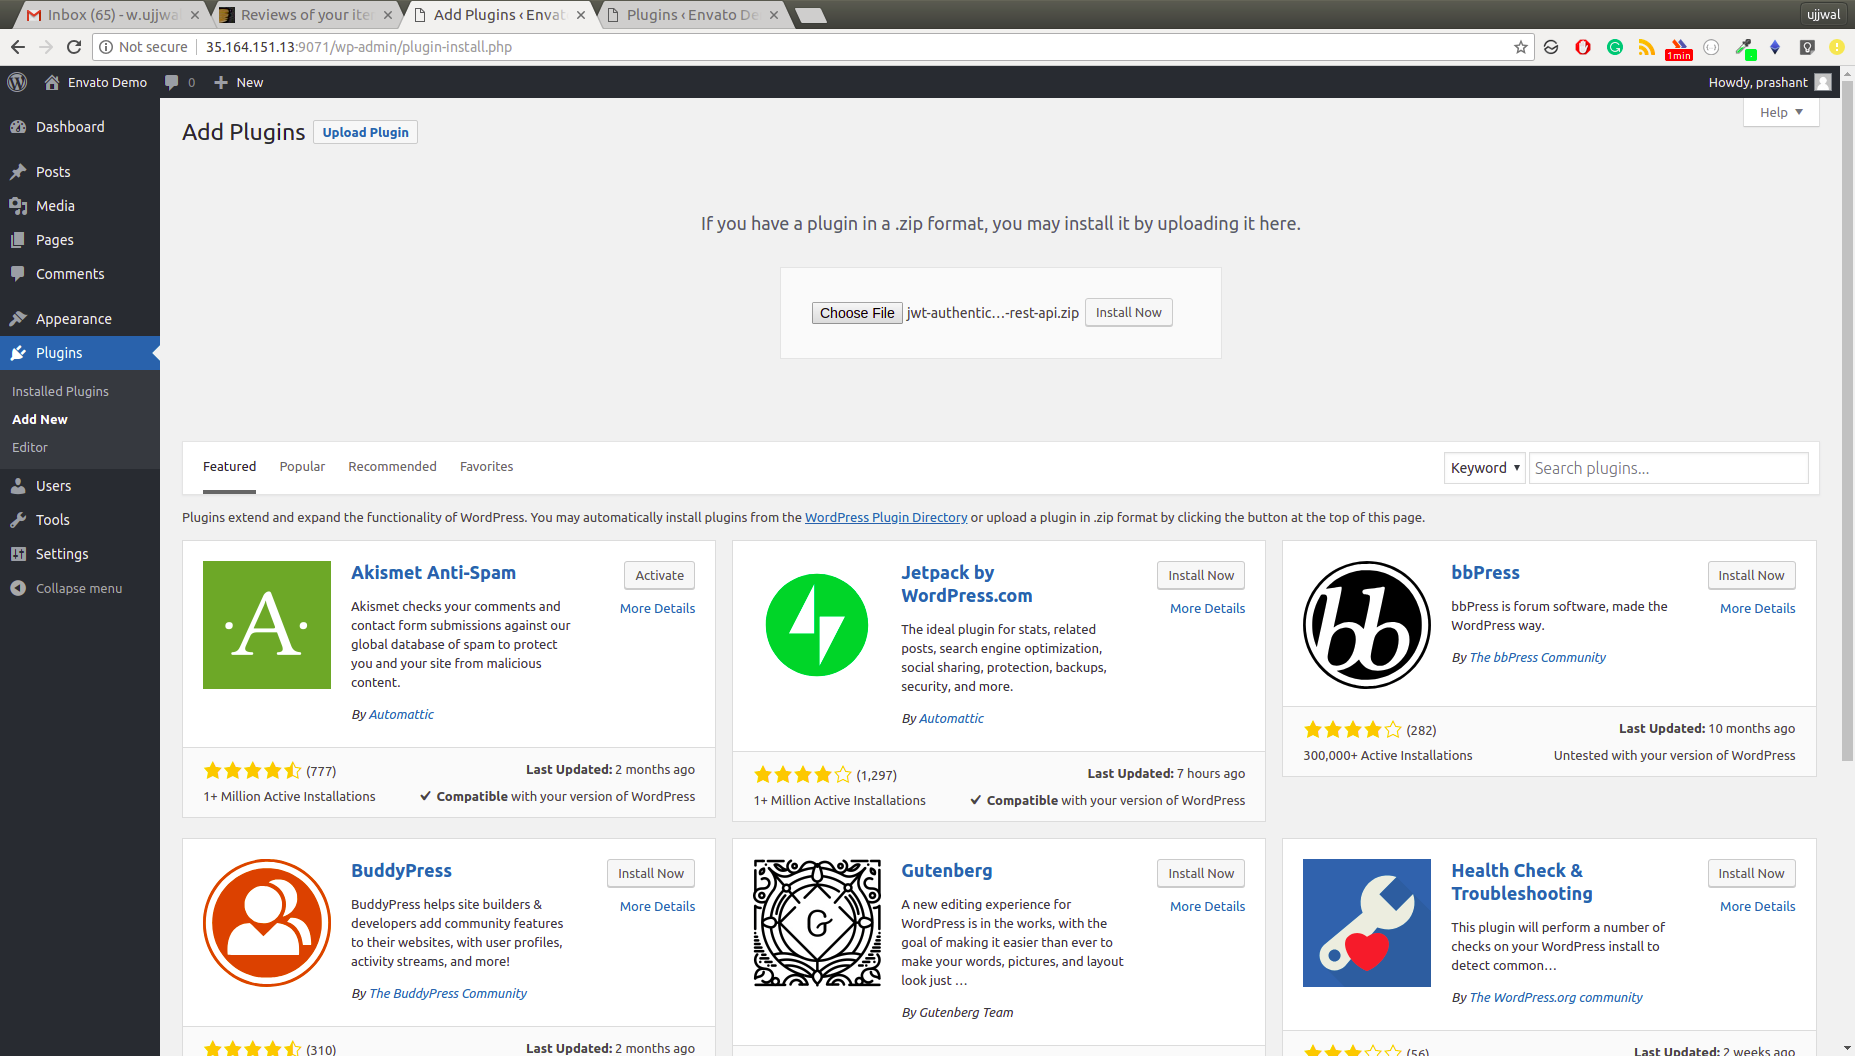 Inbox (65) - w.ujjwa
Reviews of your ite
Add Plugins ‹ Envat
Plugins ‹ Envato De
ujjwal
Not secure
35.164.151.13:9071/wp-admin/plugin-install.php
1min
Envato Demo
0
New
Howdy, prashant
Dashboard
Posts
Media
Pages
Comments
Appearance
Plugins
Installed Plugins
Add New
Editor
Users
Tools
Settings
Collapse menu
Add Plugins
Upload Plugin
Help
If you have a plugin in a .zip format, you may install it by uploading it here.
Choose File
jwt-authentic...-rest-api.zip
Install Now
Featured
Popular
Recommended
Favorites
Keyword
Search plugins...
Plugins extend and expand the functionality of WordPress. You may automatically install plugins from the WordPress Plugin Directory or upload a plugin in .zip format by clicking the button at the top of this page.
·A·
Akismet Anti-Spam
Activate
More Details
Akismet checks your comments and
contact form submissions against our
global database of spam to protect
you and your site from malicious
content.
By Automattic
(777)
Last Updated: 2 months ago
1+ Million Active Installations
Compatible with your version of WordPress
Jetpack by
WordPress.com
Install Now
More Details
The ideal plugin for stats, related
posts, search engine optimization,
social sharing, protection, backups,
security, and more.
By Automattic
(1,297)
Last Updated: 7 hours ago
1+ Million Active Installations
Compatible with your version of WordPress
bb
bbPress
Install Now
More Details
bbPress is forum software, made the
WordPress way.
By The bbPress Community
(282)
Last Updated: 10 months ago
300,000+ Active Installations
Untested with your version of WordPress
BuddyPress
Install Now
More Details
BuddyPress helps site builders &
developers add community features
to their websites, with user profiles,
activity streams, and more!
By The BuddyPress Community
(310)
Last Updated: 2 months ago
G
Gutenberg
Install Now
More Details
A new editing experience for
WordPress is in the works, with the
goal of making it easier than ever to
make your words, pictures, and layout
look just …
By Gutenberg Team
Health Check &
Troubleshooting
Install Now
More Details
This plugin will perform a number of
checks on your WordPress install to
detect common…
By The WordPress.org community
(56)
Last Updated: 2 weeks ago